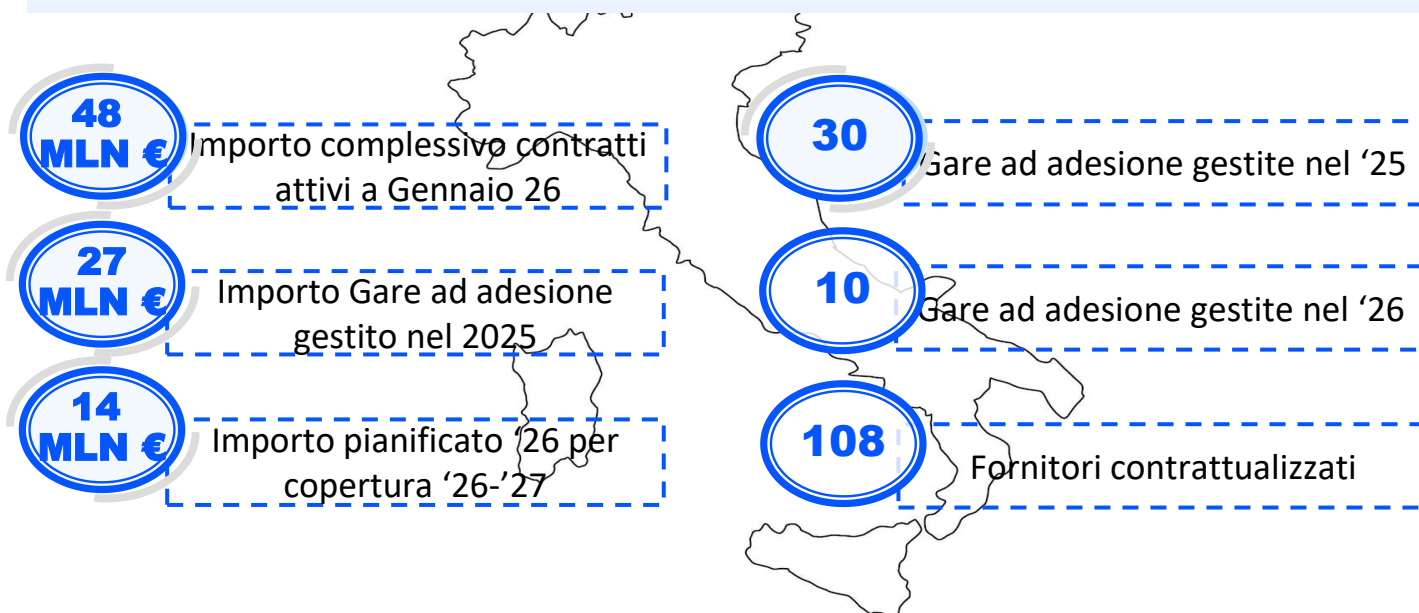 48
MLN €
Importo complessivo contratti
attivi a Gennaio 26
27
MLN €
Importo Gare ad adesione
gestito nel 2025
14
MLN €
Importo pianificato ‘26 per
copertura ‘26-’27
30
Gare ad adesione gestite nel ‘25
10
Gare ad adesione gestite nel ‘26
108
Fornitori contrattualizzati